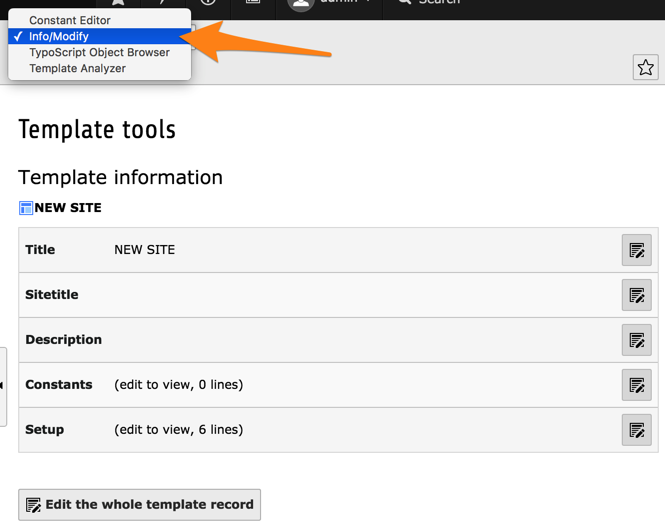 admin
Search
Constant Editor
✓ Info/Modify
TypoScript Object Browser
Template Analyzer
Template tools
Template information
NEW SITE
Title NEW SITE
Sitetitle
Description
Constants (edit to view, 0 lines)
Setup (edit to view, 6 lines)
Edit the whole template record